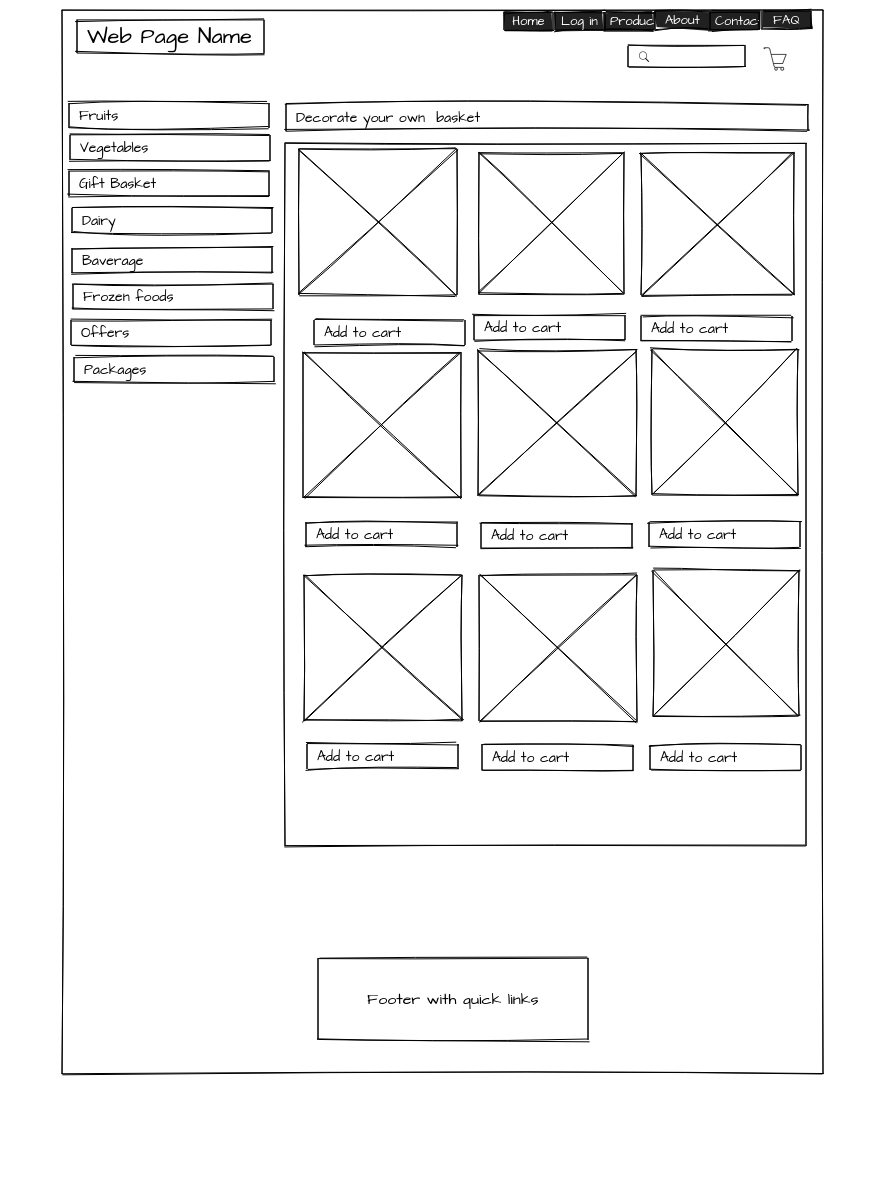 Home Log in Produc About Contac FAQ
Web Page Name
Fruits
Vegetables
Gift Basket
Dairy
Baverage
Frozen foods
Offers
Packages
Decorate your own basket
Add to cart Add to cart Add to cart
Add to cart Add to cart Add to cart
Add to cart Add to cart Add to cart
Footer with quick links